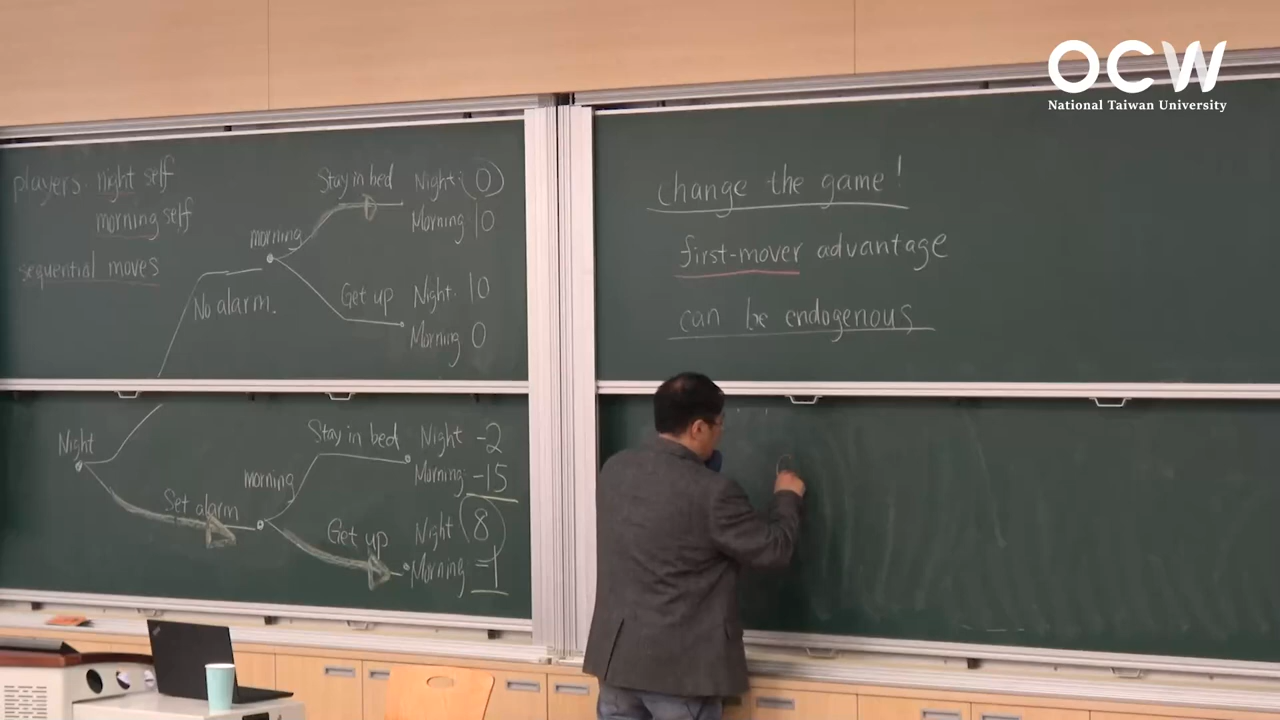 OCW
National Taiwan University
players. night self
morning self
sequential moves
No alarm.
morning
Stay in bed
Night: 0
Morning 10
Get up
Night. 10
Morning 0
Night
Set alarm
morning
Stay in bed
Night -2
Morning: -15
Get up
Night 8
Morning -1
change the game!
first-mover advantage
can be endogenous